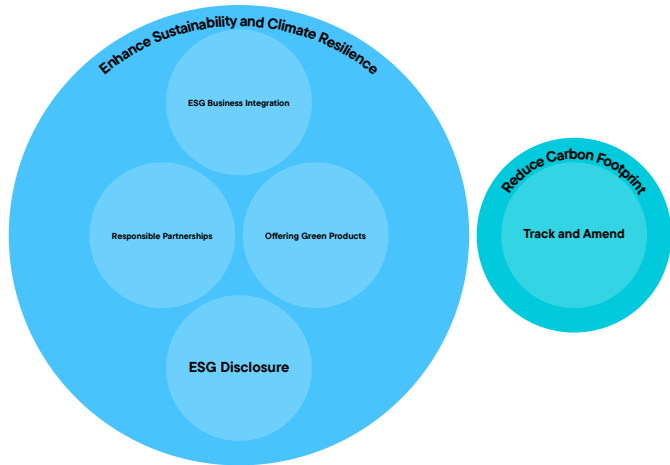 Enhance Sustainability and Climate Resilience
ESG Business Integration
Responsible Partnerships
Offering Green Products
ESG Disclosure
Reduce Carbon Footprint
Track and Amend